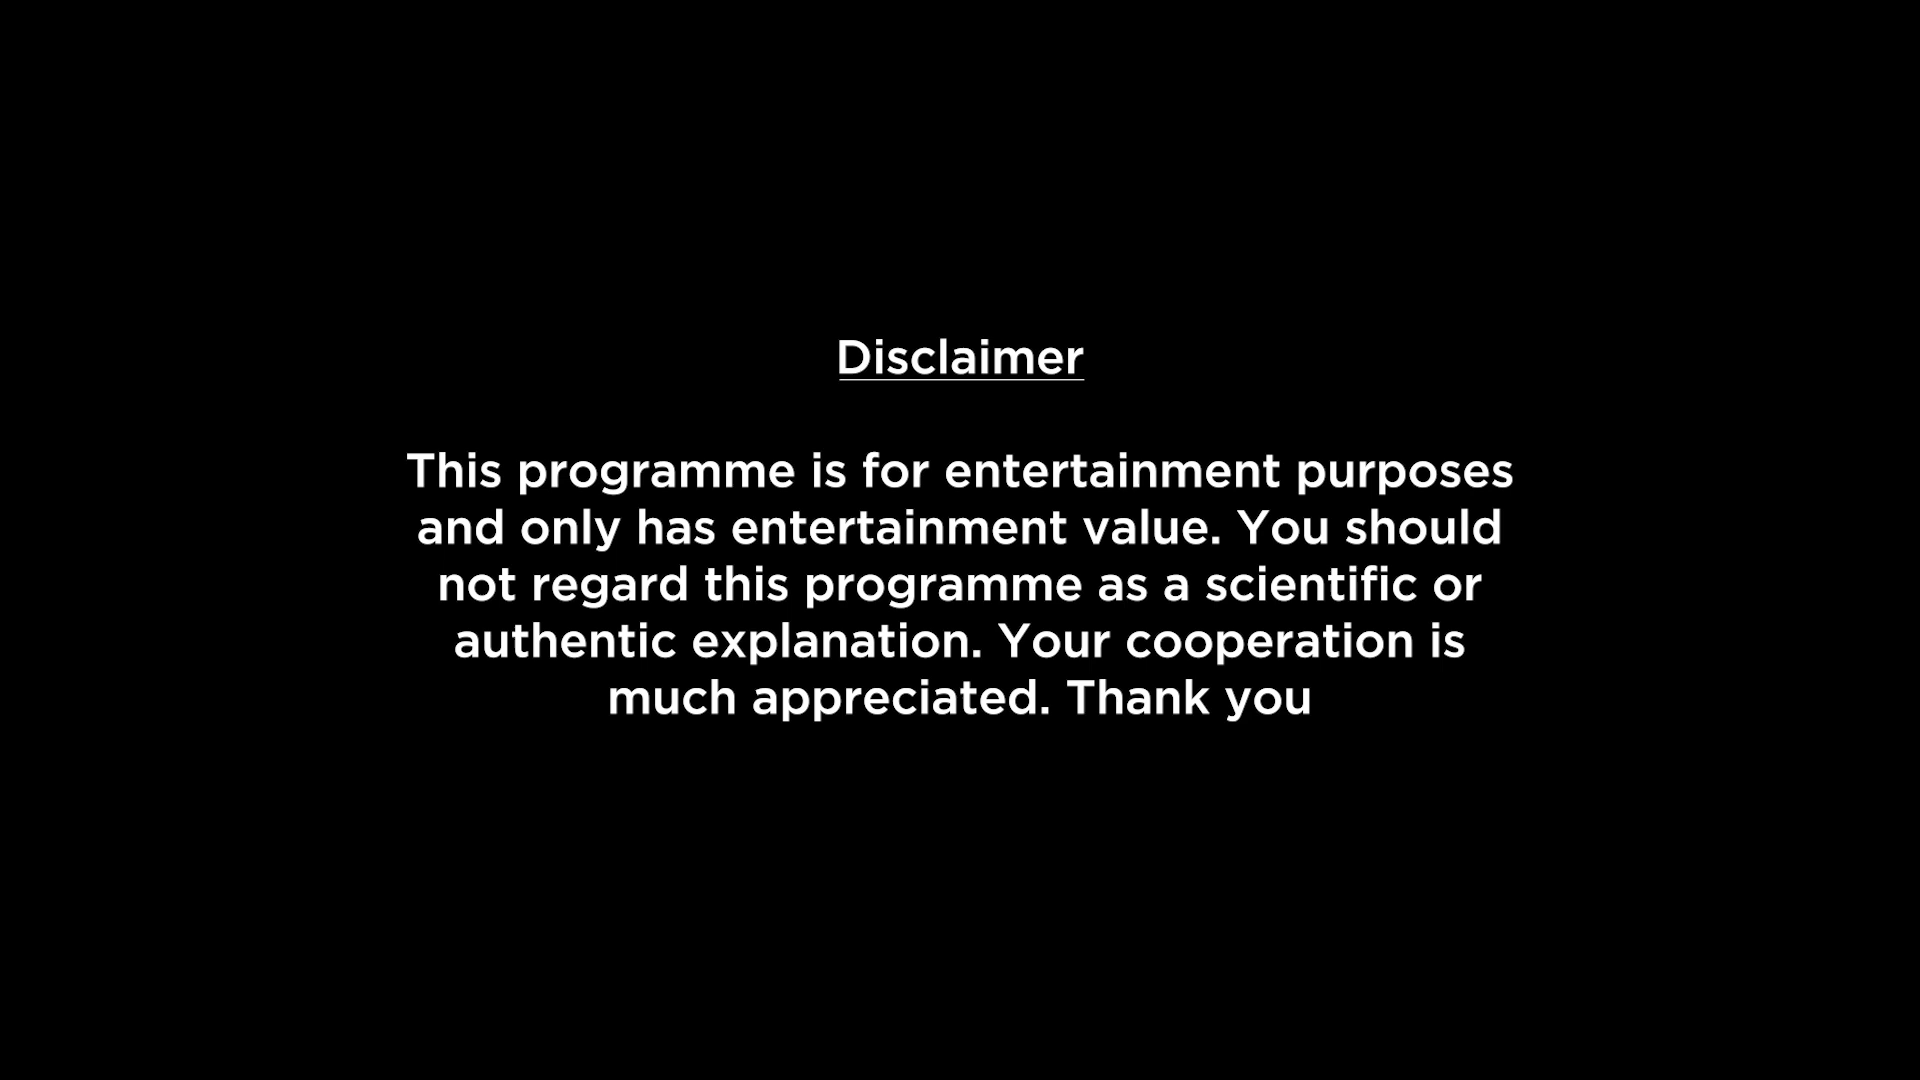 Disclaimer
This programme is for entertainment purposes
and only has entertainment value. You should
not regard this programme as a scientific or
authentic explanation. Your cooperation is
much appreciated. Thank you